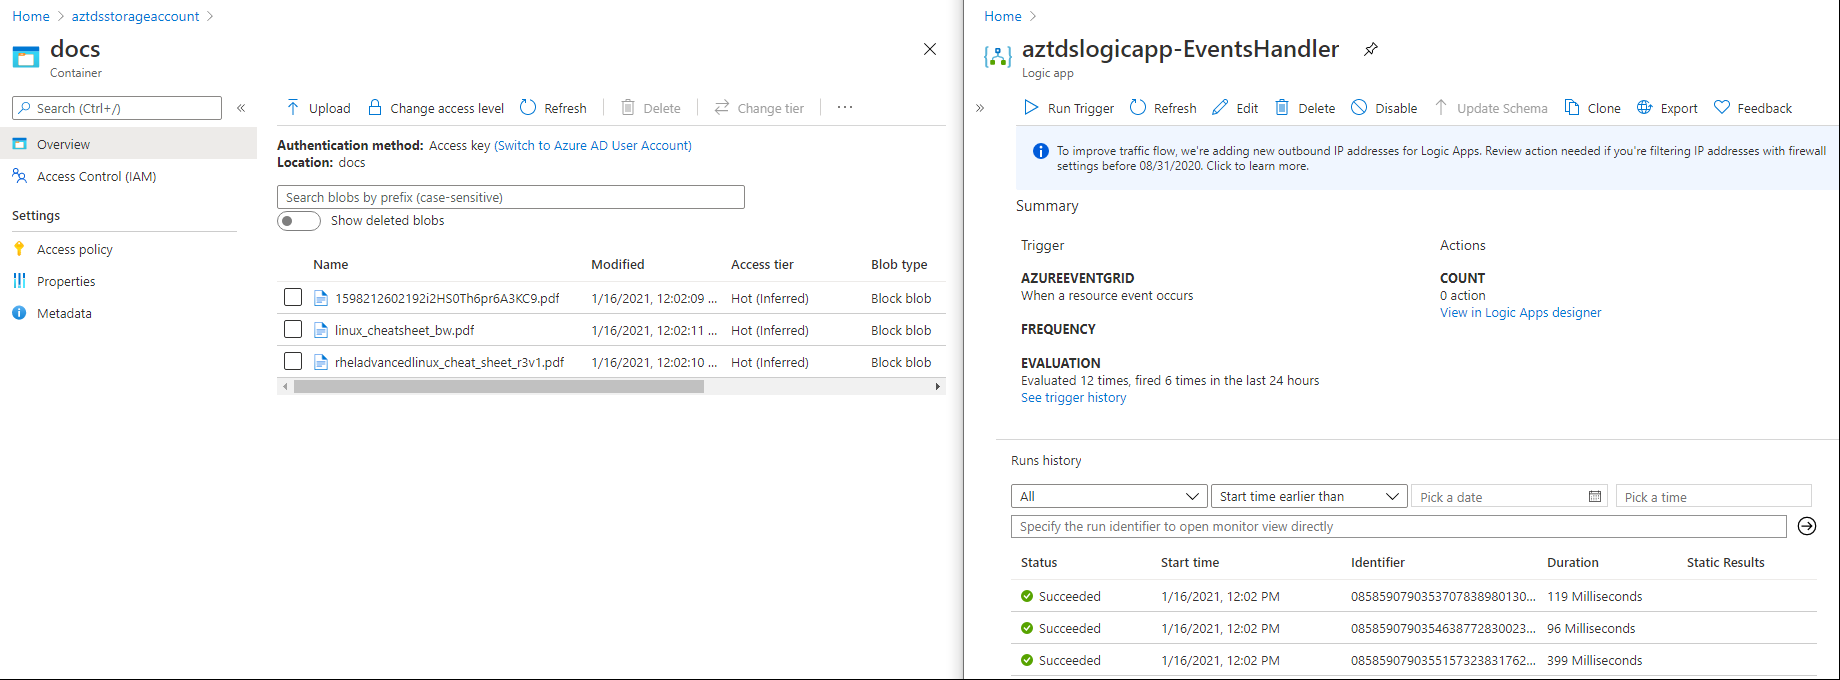 Home > aztdsstorageaccount >
docs
Container
Search (Ctrl+/)
«
Overview
Access Control (IAM)
Settings
Access policy
Properties
Metadata
Upload Change access level Refresh Delete Change tier ...
Authentication method: Access key (Switch to Azure AD User Account)
Location: docs
Search blobs by prefix (case-sensitive)
Show deleted blobs
Name Modified Access tier Blob type
1598212602192i2HS0Th6pr6A3KC9.pdf 1/16/2021, 12:02:09 ... Hot (Inferred) Block blob
linux_cheatsheet_bw.pdf 1/16/2021, 12:02:11 ... Hot (Inferred) Block blob
rheladvancedlinux_cheat_sheet_r3v1.pdf 1/16/2021, 12:02:10 ... Hot (Inferred) Block blob
Home >
aztdslogicapp-EventsHandler
Logic app
»
Run Trigger Refresh Edit Delete Disable Update Schema Clone Export Feedback
To improve traffic flow, we're adding new outbound IP addresses for Logic Apps. Review action needed if you're filtering IP addresses with firewall
settings before 08/31/2020. Click to learn more.
Summary
Trigger
AZUREEVENTGRID
When a resource event occurs
FREQUENCY
EVALUATION
Evaluated 12 times, fired 6 times in the last 24 hours
See trigger history
Actions
COUNT
0 action
View in Logic Apps designer
Runs history
All Start time earlier than Pick a date Pick a time
Specify the run identifier to open monitor view directly
Status Start time Identifier Duration Static Results
Succeeded 1/16/2021, 12:02 PM 0858590790353707838980130... 119 Milliseconds
Succeeded 1/16/2021, 12:02 PM 0858590790354638772830023... 96 Milliseconds
Succeeded 1/16/2021, 12:02 PM 0858590790355157323831762... 399 Milliseconds